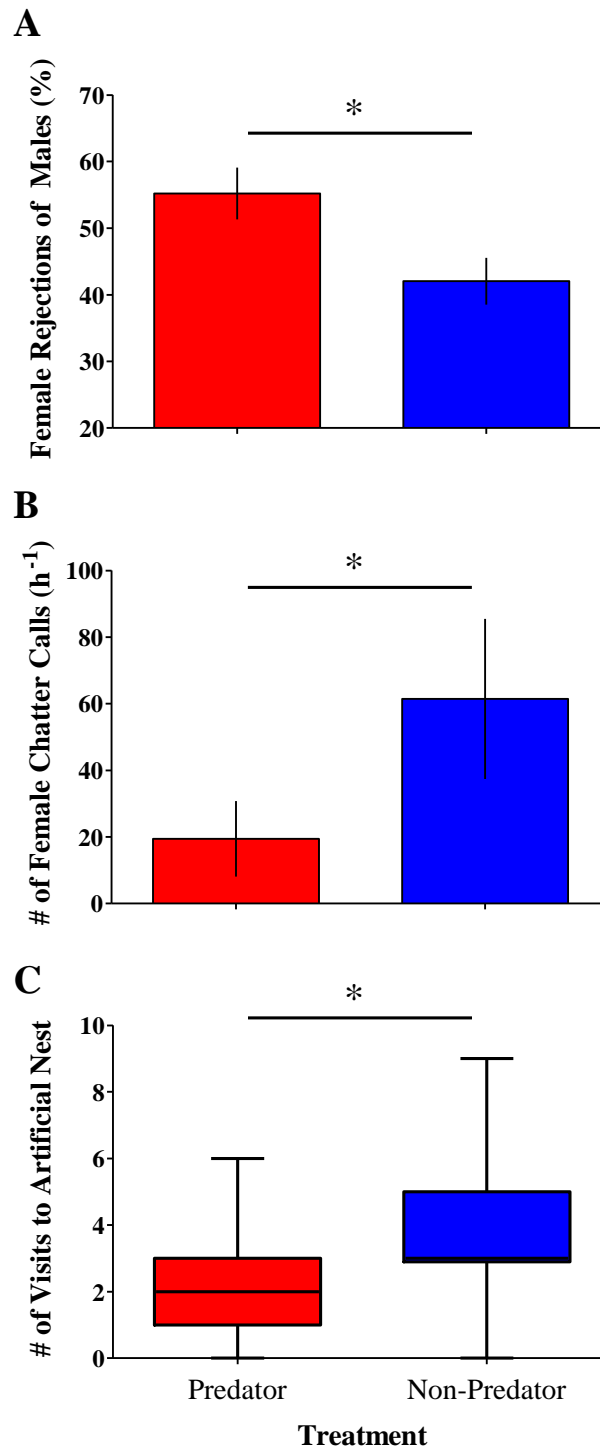 A
Female Rejections of Males (%)
70
60
50
40
30
20
*
B
# of Female Chatter Calls (h-1)
100
80
60
40
20
0
*
C
# of Visits to Artificial Nest
10
8
6
4
2
0
*
Predator
Non-Predator
Treatment